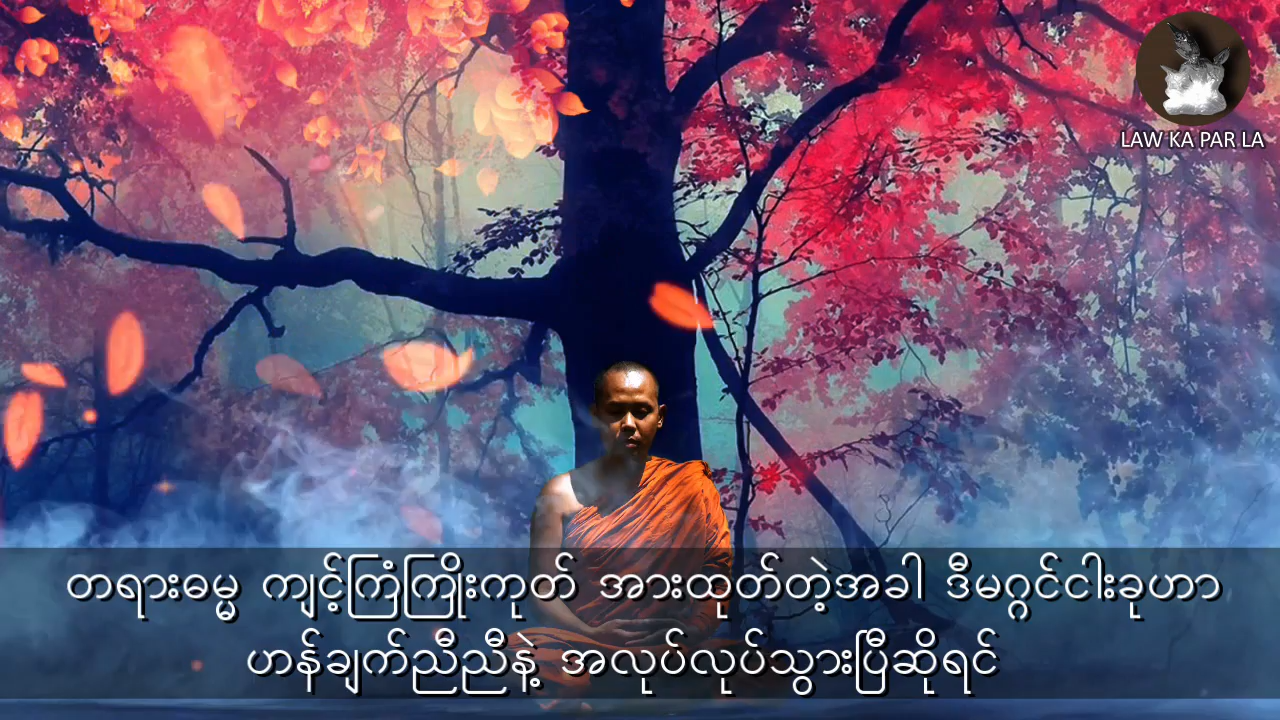 LAW KA PAR LA
တရားဓမ္မ ကျင့်ကြံကြိုးကုတ် အားထုတ်တဲ့အခါ ဒီမဂ္ဂင်ငါးခုဟာ
ဟန်ချက်ညီညီနဲ့ အလုပ်လုပ်သွားပြီဆိုရင်